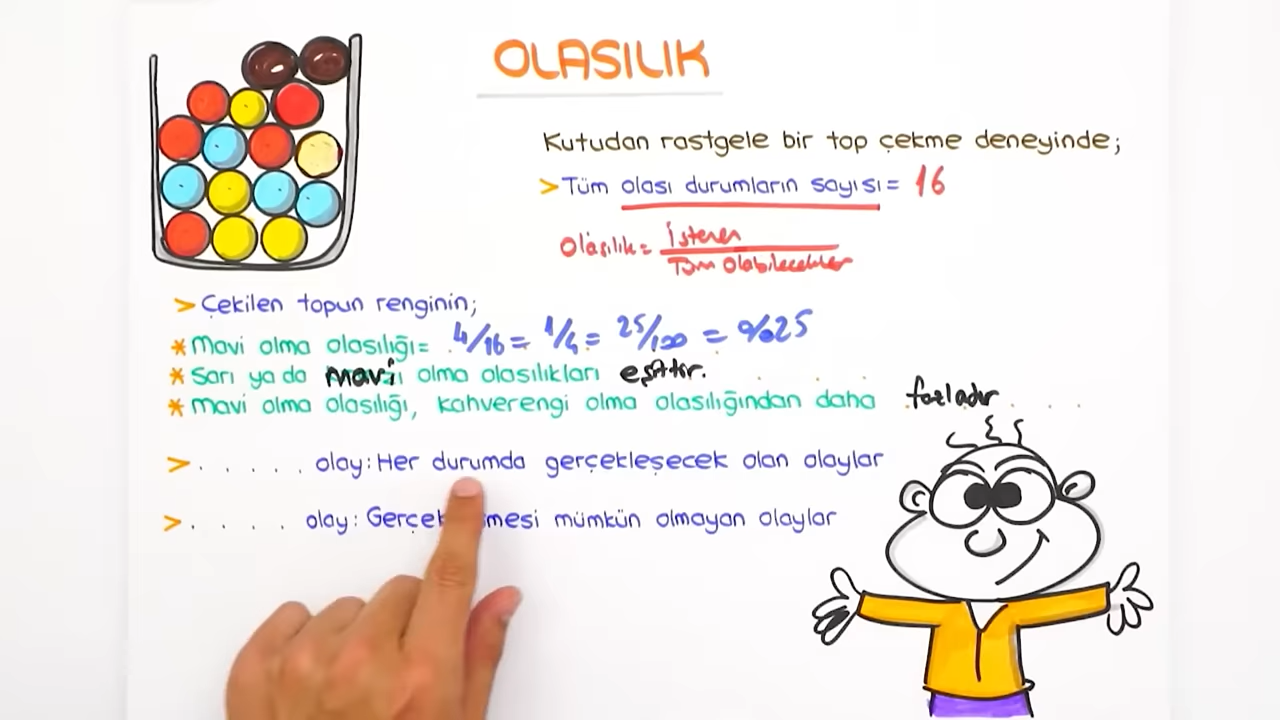 OLASILIK
Kutudan rastgele bir top çekme deneyinde;
> Tüm olası durumların sayısı = 16
Olasılık = İstenen / Tüm Olabilecekler
> Çekilen topun renginin;
* Mavi olma olasılığı= 4/16 = 1/4 = 25/100 = %25
* Sarı ya da mavi olma olasılıkları eşittir.
* Mavi olma olasılığı, kahverengi olma olasılığından daha fazladır
> . . . . . olay: Her durumda gerçekleşecek olan olaylar
> . . . . olay: mümkün olmayan olaylar